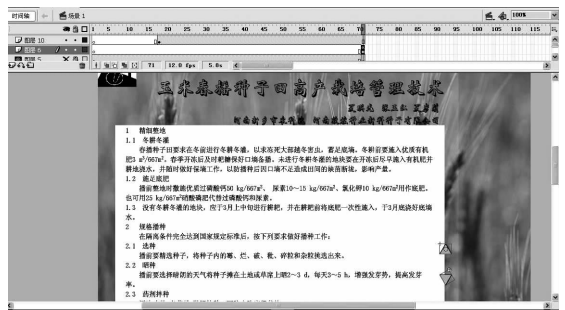 时间轴 场景 1 100%
1 5 10 15 20 25 30 35 40 45 50 55 60 65 70 75 80 85 90 95 100 105 110 115 120
图层 10
图层 6
图层 5
71 12.0 fps 5.8s
玉米春播种子田高产栽培管理技术
1 精细整地
1.1 冬耕冬灌
春播种子田要求在冬前进行冬耕冬灌，以求冻死大部越冬害虫，蓄足底墒。冬耕前要施入优质有机
肥3 m³/667m²，春季开冻后及时耙耱保好口墒备播。未进行冬耕冬灌的地块要在开冻后尽早施入有机肥并
耕地浇水，并随时做好保墒工作，以防播种后因口墒不足造成田间的缺苗断垅，影响产量。
1.2 施足底肥
播前整地时撒施优质过磷酸钙50 kg/667m²、 尿素10～15 kg/667m²、氯化钾10 kg/667m²用作底肥。
也可用25 kg/667m²硝酸磷肥代替过磷酸钙和尿素。
1.3 没有冬耕冬灌的地块，应于3月上中旬进行春耙，并在耙前将底肥一次性施入，于3月底浇好底墒
水。
2 规格播种
在隔离条件完全达到国家规定标准后，按下列要求做好播种工作：
2.1 选种
播前要精选种子，将种子内的霉、烂、破、秕、碎粒和杂粒挑选出来。
2.2 晒种
播前要选择晴朗的天气将种子摊在土地或草席上晒2～3 d，每天3～5 h，增强发芽势，提高发芽
率。
2.3 药剂拌种